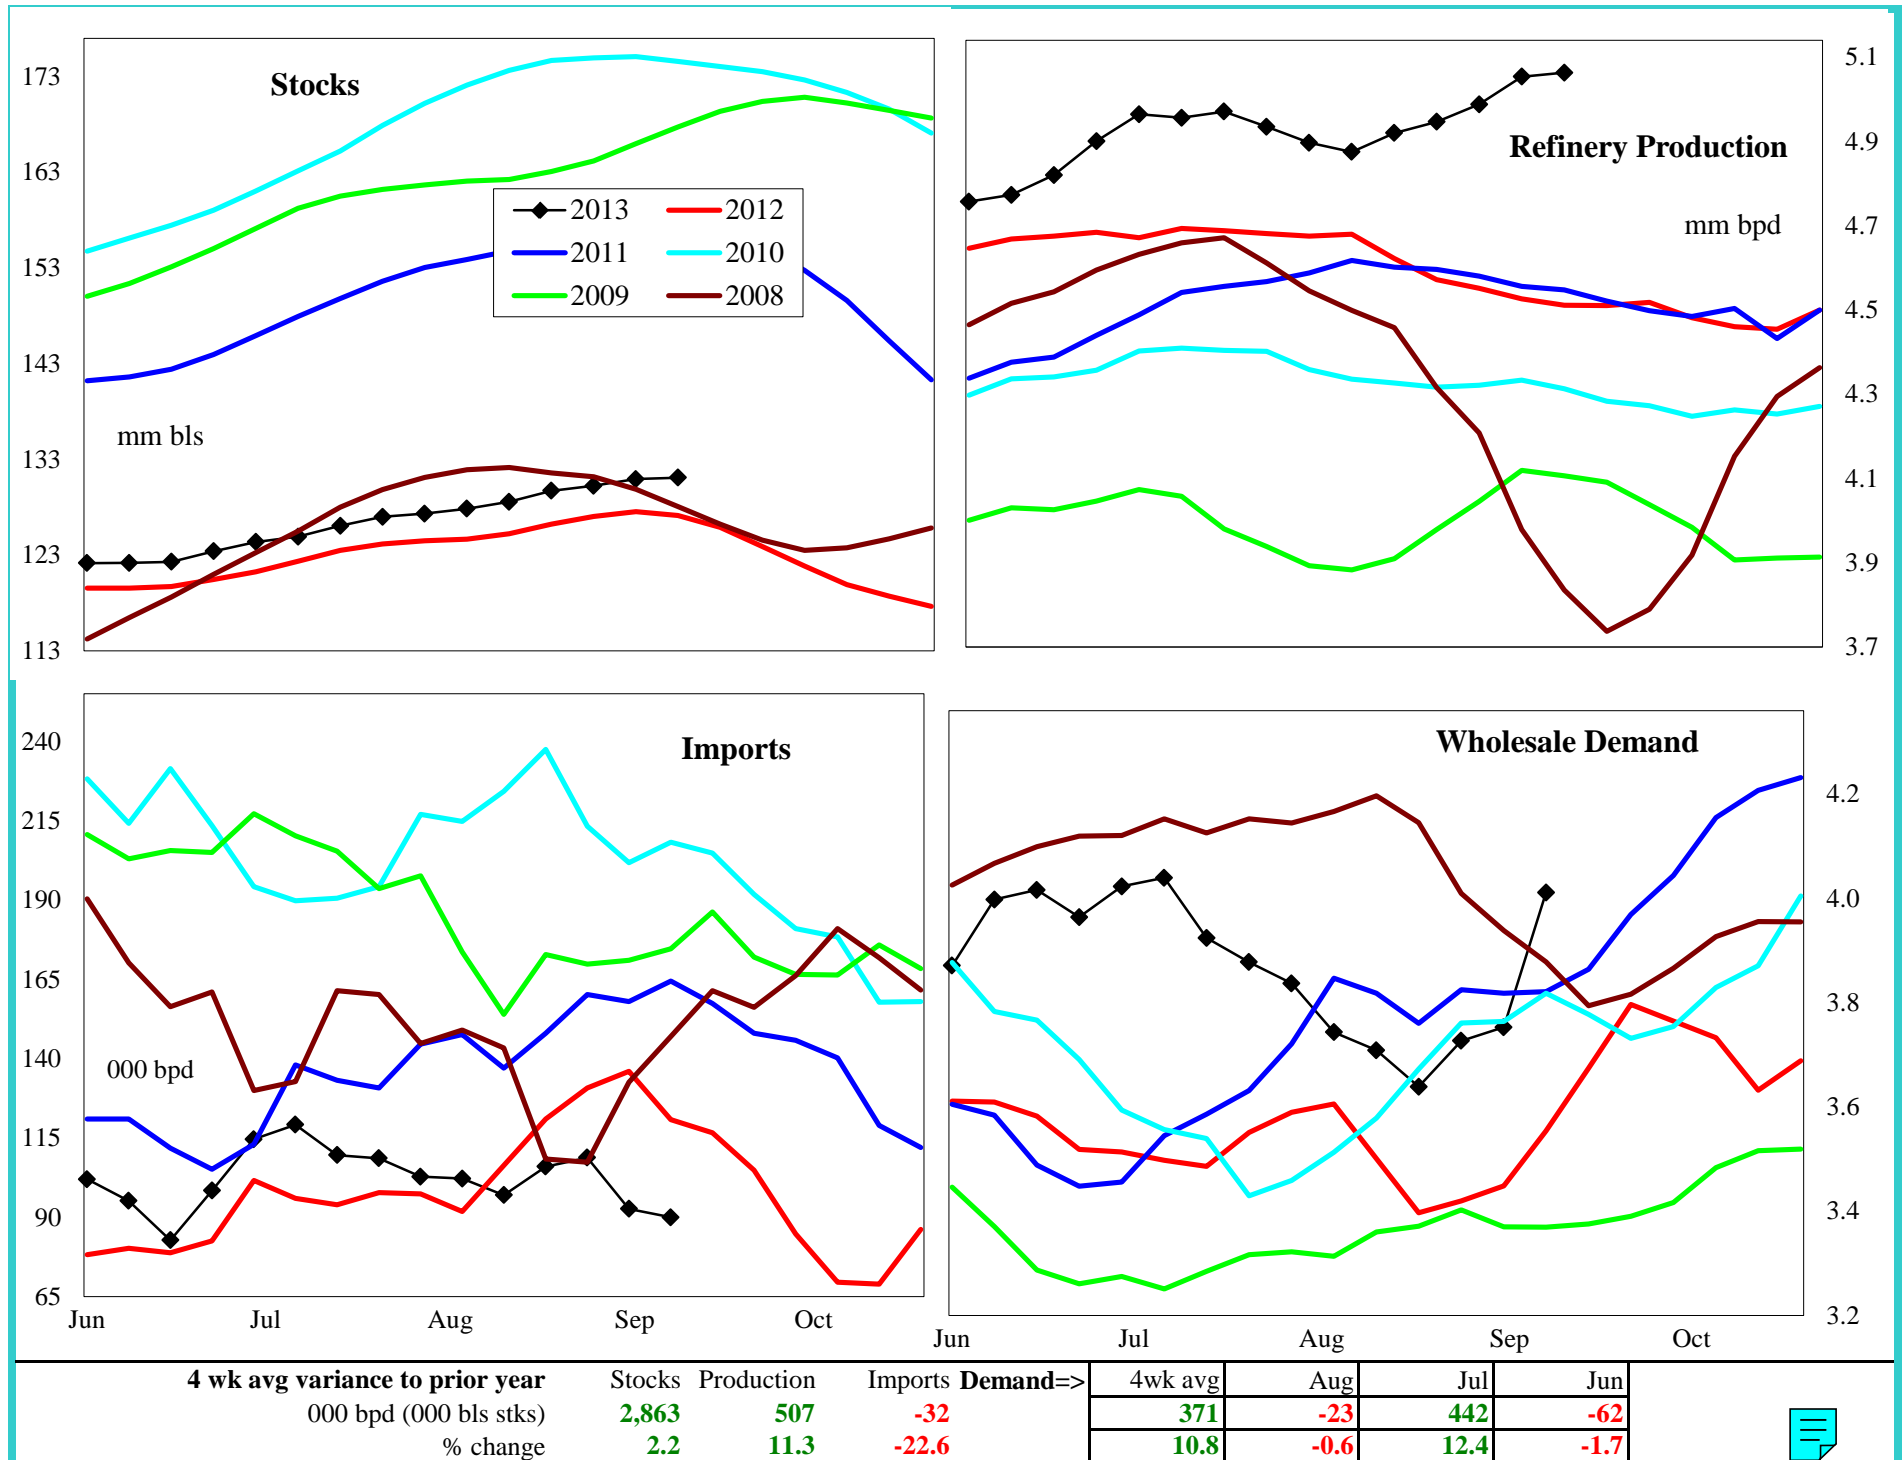 Stocks
173
163
153
143
133
123
113
mm bls
2013 2012
2011 2010
2009 2008
Refinery Production
mm bpd
5.1
4.9
4.7
4.5
4.3
4.1
3.9
3.7
Imports
240
215
190
165
140
115
90
65
000 bpd
Jun Jul Aug Sep Oct
Wholesale Demand
4.2
4.0
3.8
3.6
3.4
3.2
Jun Jul Aug Sep Oct
4 wk avg variance to prior year Stocks Production Imports Demand=> 4wk avg Aug Jul Jun
000 bpd (000 bls stks) 2,863 507 -32 371 -23 442 -62
% change 2.2 11.3 -22.6 10.8 -0.6 12.4 -1.7